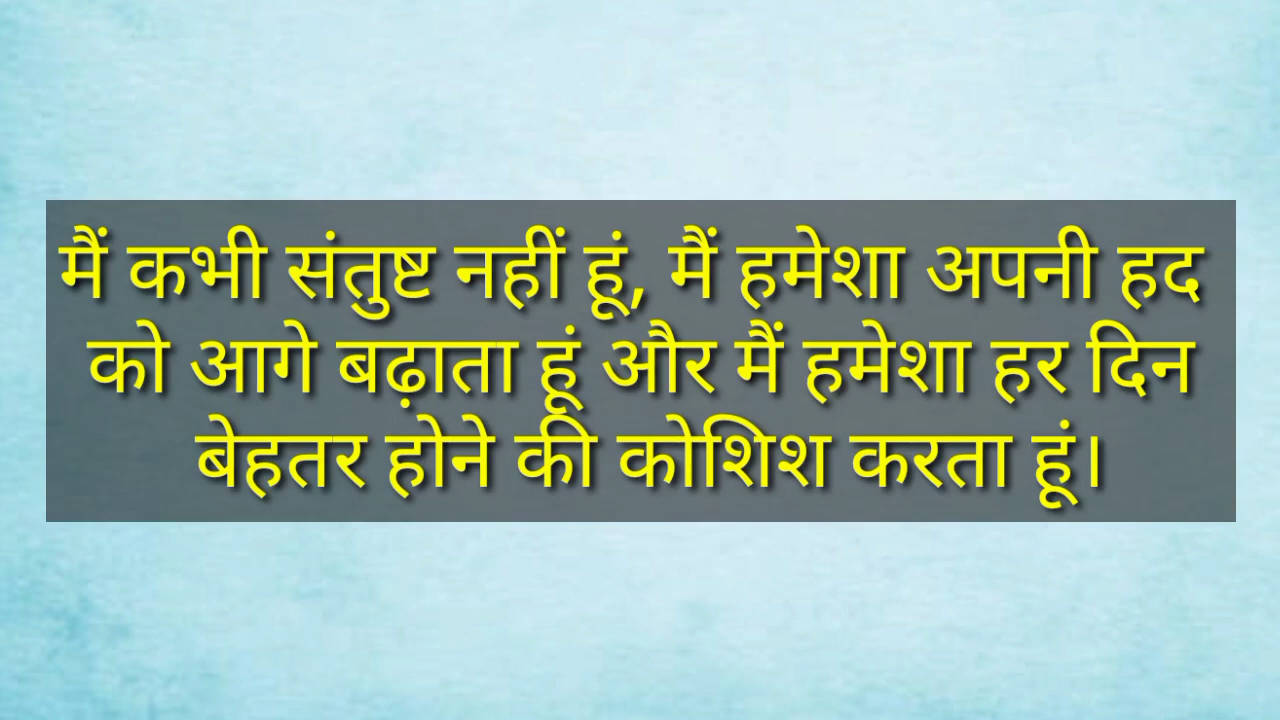 मैं कभी संतुष्ट नहीं हूं, मैं हमेशा अपनी हद
को आगे बढ़ाता हूं और मैं हमेशा हर दिन
बेहतर होने की कोशिश करता हूं।